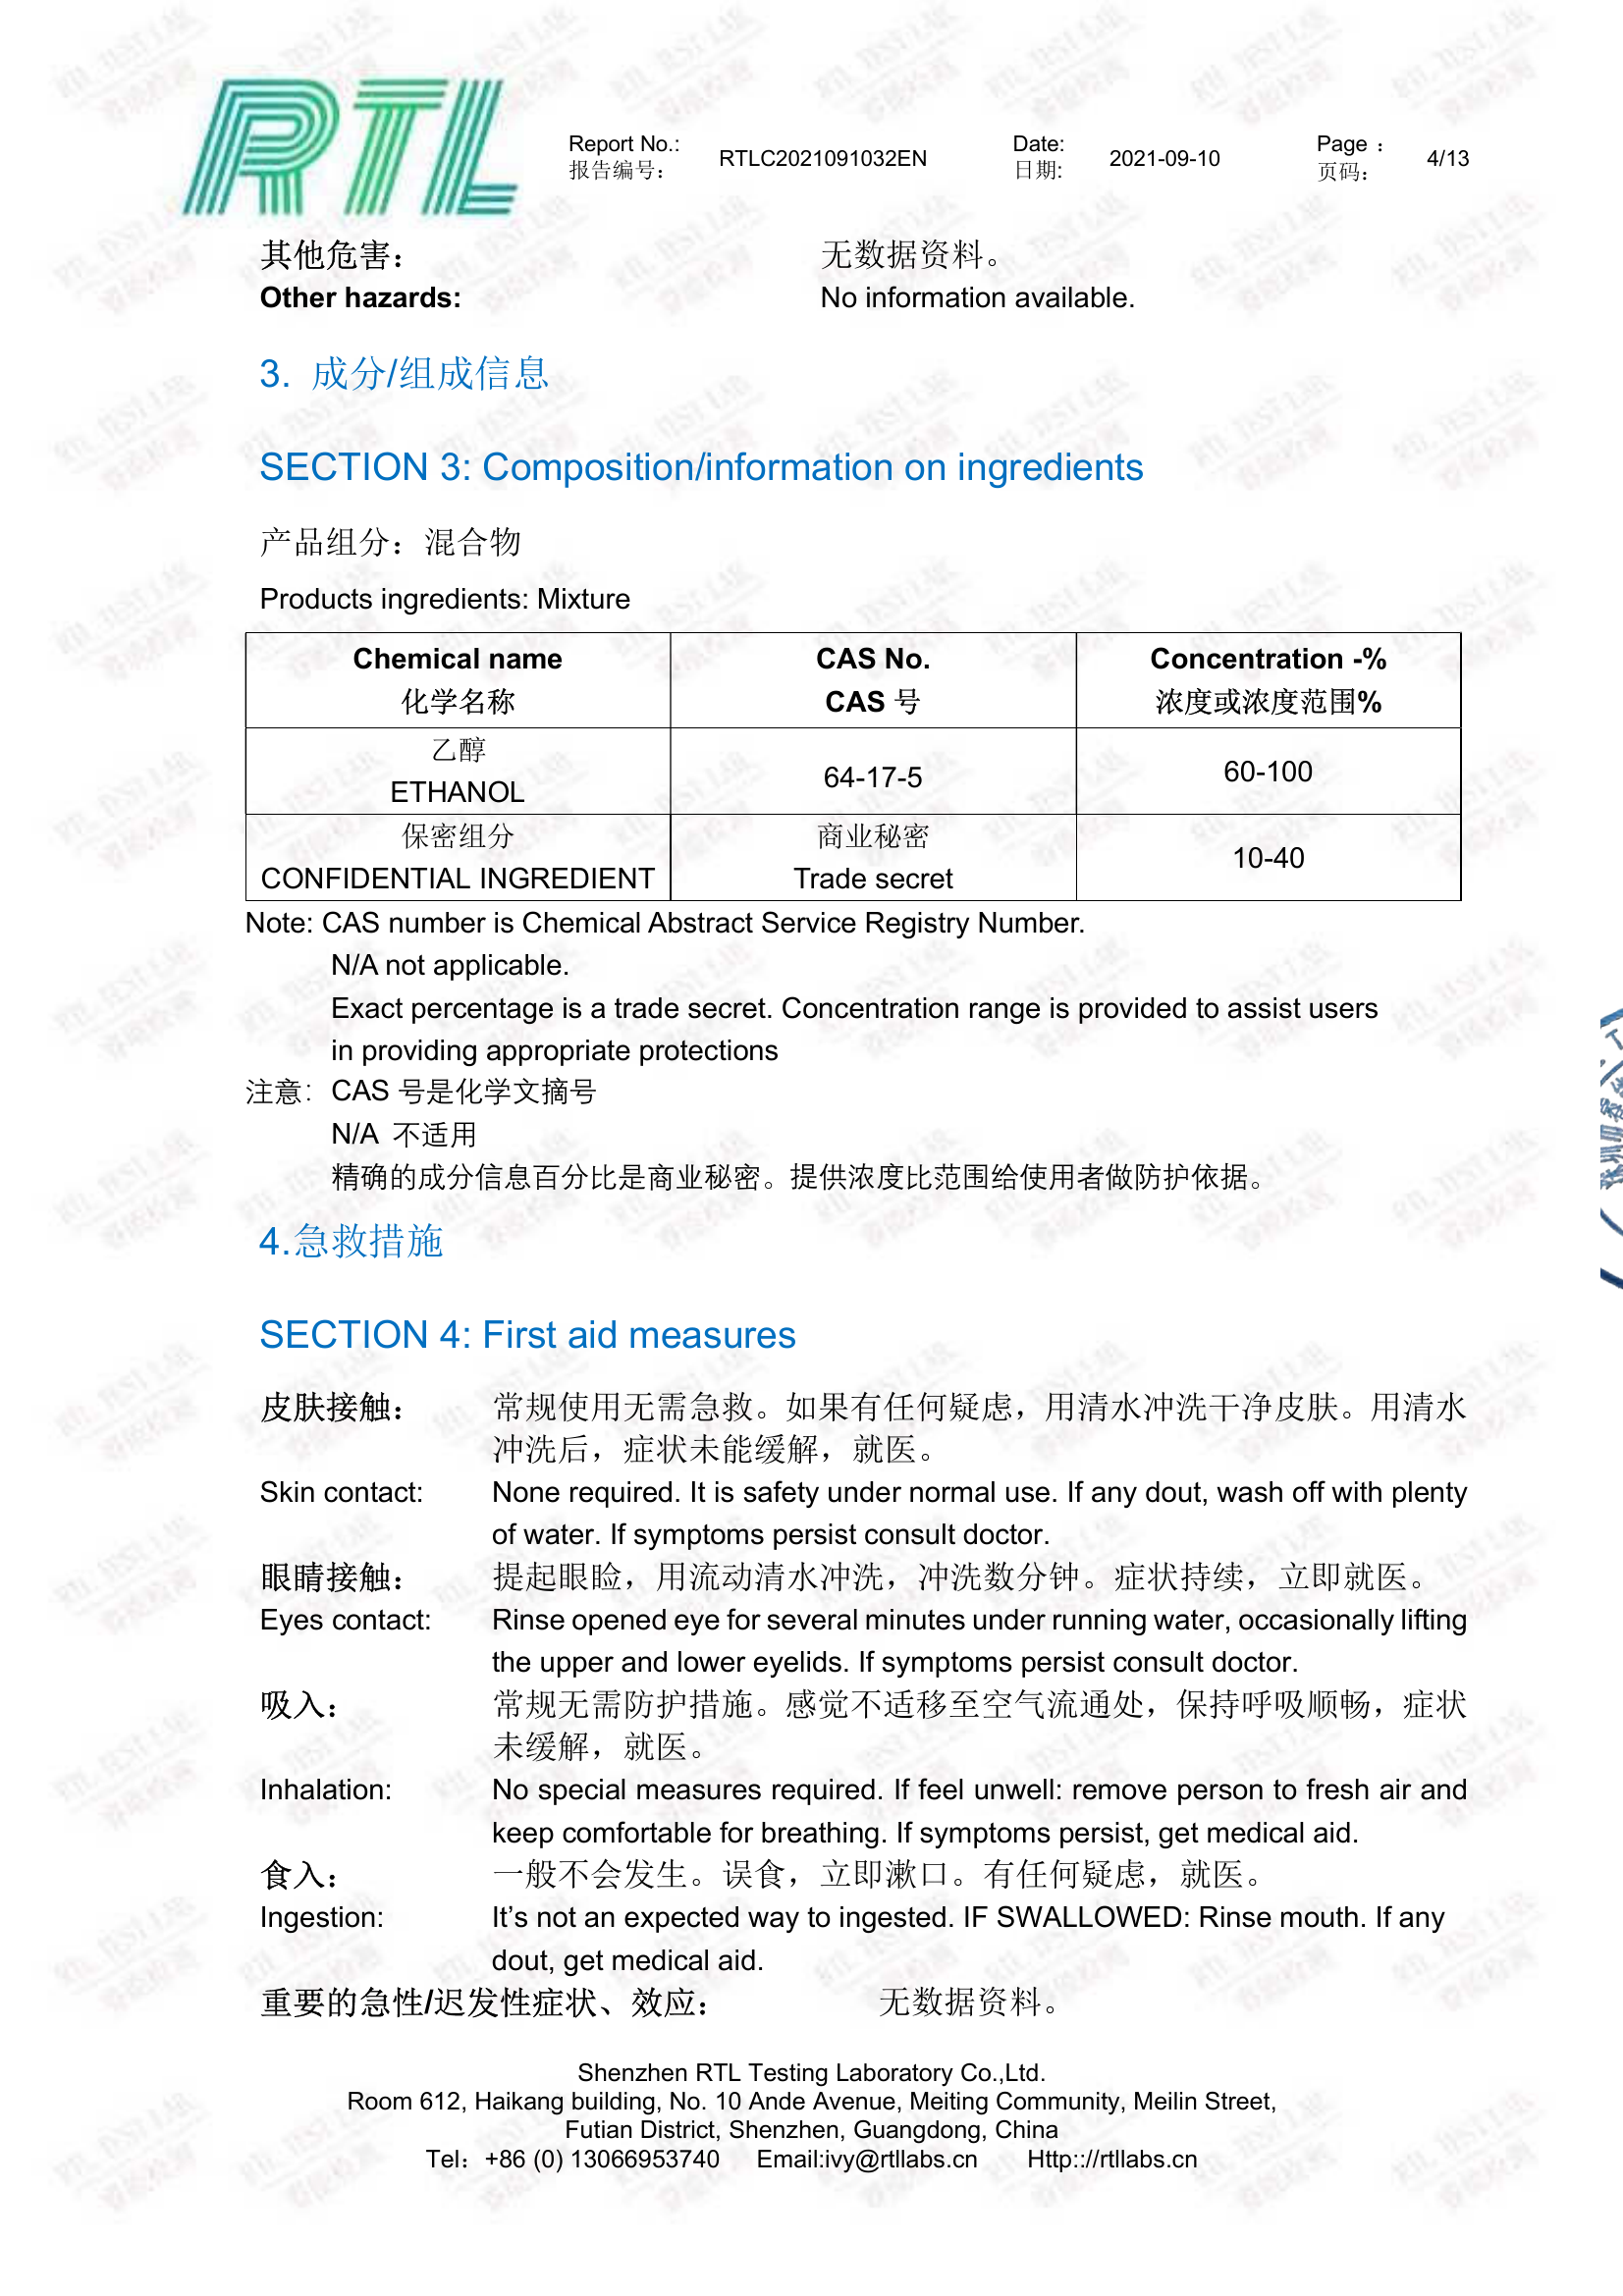 RTL
Report No.: RTLC2021091032EN Date: 2021-09-10 Page： 4/13
报告编号： 日期: 页码：
其他危害： 无数据资料。
Other hazards: No information available.
3. 成分/组成信息
SECTION 3: Composition/information on ingredients
产品组分：混合物
Products ingredients: Mixture
Chemical name CAS No. Concentration -%
化学名称 CAS 号 浓度或浓度范围%
乙醇
ETHANOL 64-17-5 60-100
保密组分 商业秘密
CONFIDENTIAL INGREDIENT Trade secret 10-40
Note: CAS number is Chemical Abstract Service Registry Number.
N/A not applicable.
Exact percentage is a trade secret. Concentration range is provided to assist users
in providing appropriate protections
注意： CAS 号是化学文摘号
N/A 不适用
精确的成分信息百分比是商业秘密。提供浓度比范围给使用者做防护依据。
4.急救措施
SECTION 4: First aid measures
皮肤接触： 常规使用无需急救。如果有任何疑虑，用清水冲洗干净皮肤。用清水
冲洗后，症状未能缓解，就医。
Skin contact: None required. It is safety under normal use. If any dout, wash off with plenty
of water. If symptoms persist consult doctor.
眼睛接触： 提起眼睑，用流动清水冲洗，冲洗数分钟。症状持续，立即就医。
Eyes contact: Rinse opened eye for several minutes under running water, occasionally lifting
the upper and lower eyelids. If symptoms persist consult doctor.
吸入： 常规无需防护措施。感觉不适移至空气流通处，保持呼吸顺畅，症状
未缓解，就医。
Inhalation: No special measures required. If feel unwell: remove person to fresh air and
keep comfortable for breathing. If symptoms persist, get medical aid.
食入： 一般不会发生。误食，立即漱口。有任何疑虑，就医。
Ingestion: It’s not an expected way to ingested. IF SWALLOWED: Rinse mouth. If any
dout, get medical aid.
重要的急性/迟发性症状、效应： 无数据资料。
Shenzhen RTL Testing Laboratory Co.,Ltd.
Room 612, Haikang building, No. 10 Ande Avenue, Meiting Community, Meilin Street,
Futian District, Shenzhen, Guangdong, China
Tel：+86 (0) 13066953740 Email:ivy@rtllabs.cn Http:://rtllabs.cn